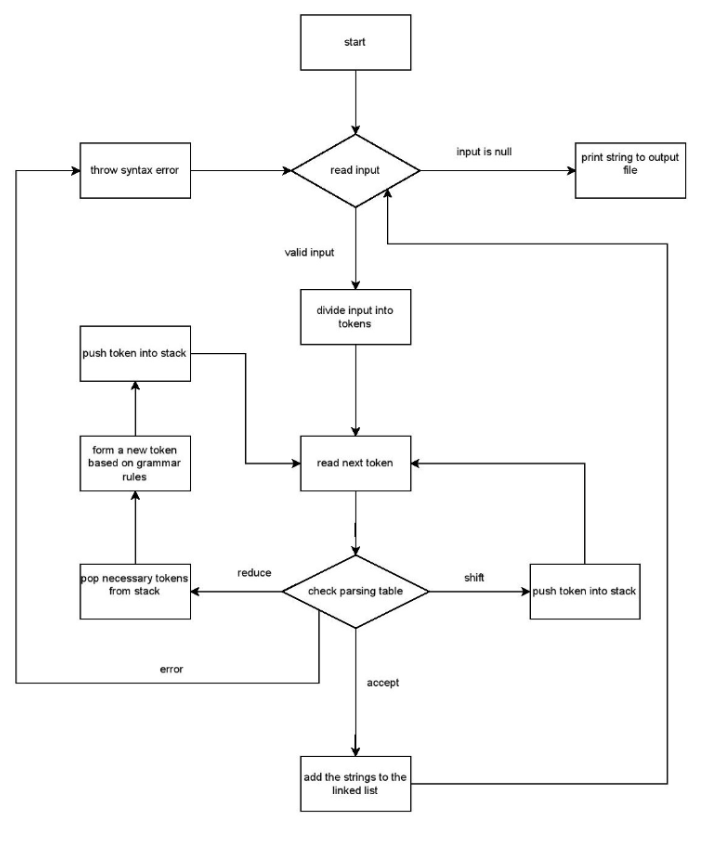 start
input is null
throw syntax error
read input
print string to output
file
valid input
divide input into
tokens
push token into stack
form a new token
based on grammar
rules
read next token
reduce
shift
pop necessary tokens
from stack
check parsing table
push token into stack
error
accept
add the strings to the
linked list